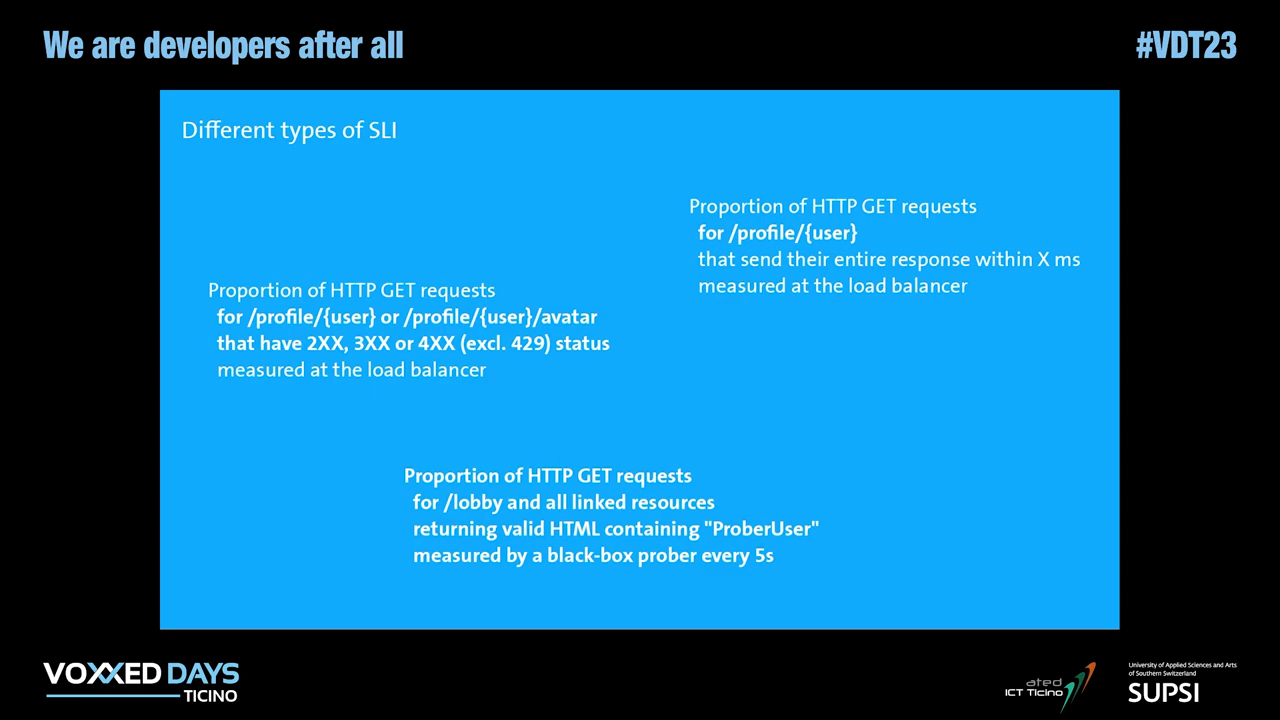 We are developers after all
#VDT23
Different types of SLI
Proportion of HTTP GET requests
for /profile/{user}
that send their entire response within X ms
measured at the load balancer
Proportion of HTTP GET requests
for /profile/{user} or /profile/{user}/avatar
that have 2XX, 3XX or 4XX (excl. 429) status
measured at the load balancer
Proportion of HTTP GET requests
for /lobby and all linked resources
returning valid HTML containing "ProberUser"
measured by a black-box prober every 5s
VOXXED DAYS
TICINO
ated
ICT Ticino
University of Applied Sciences and Arts
of Southern Switzerland
SUPSI